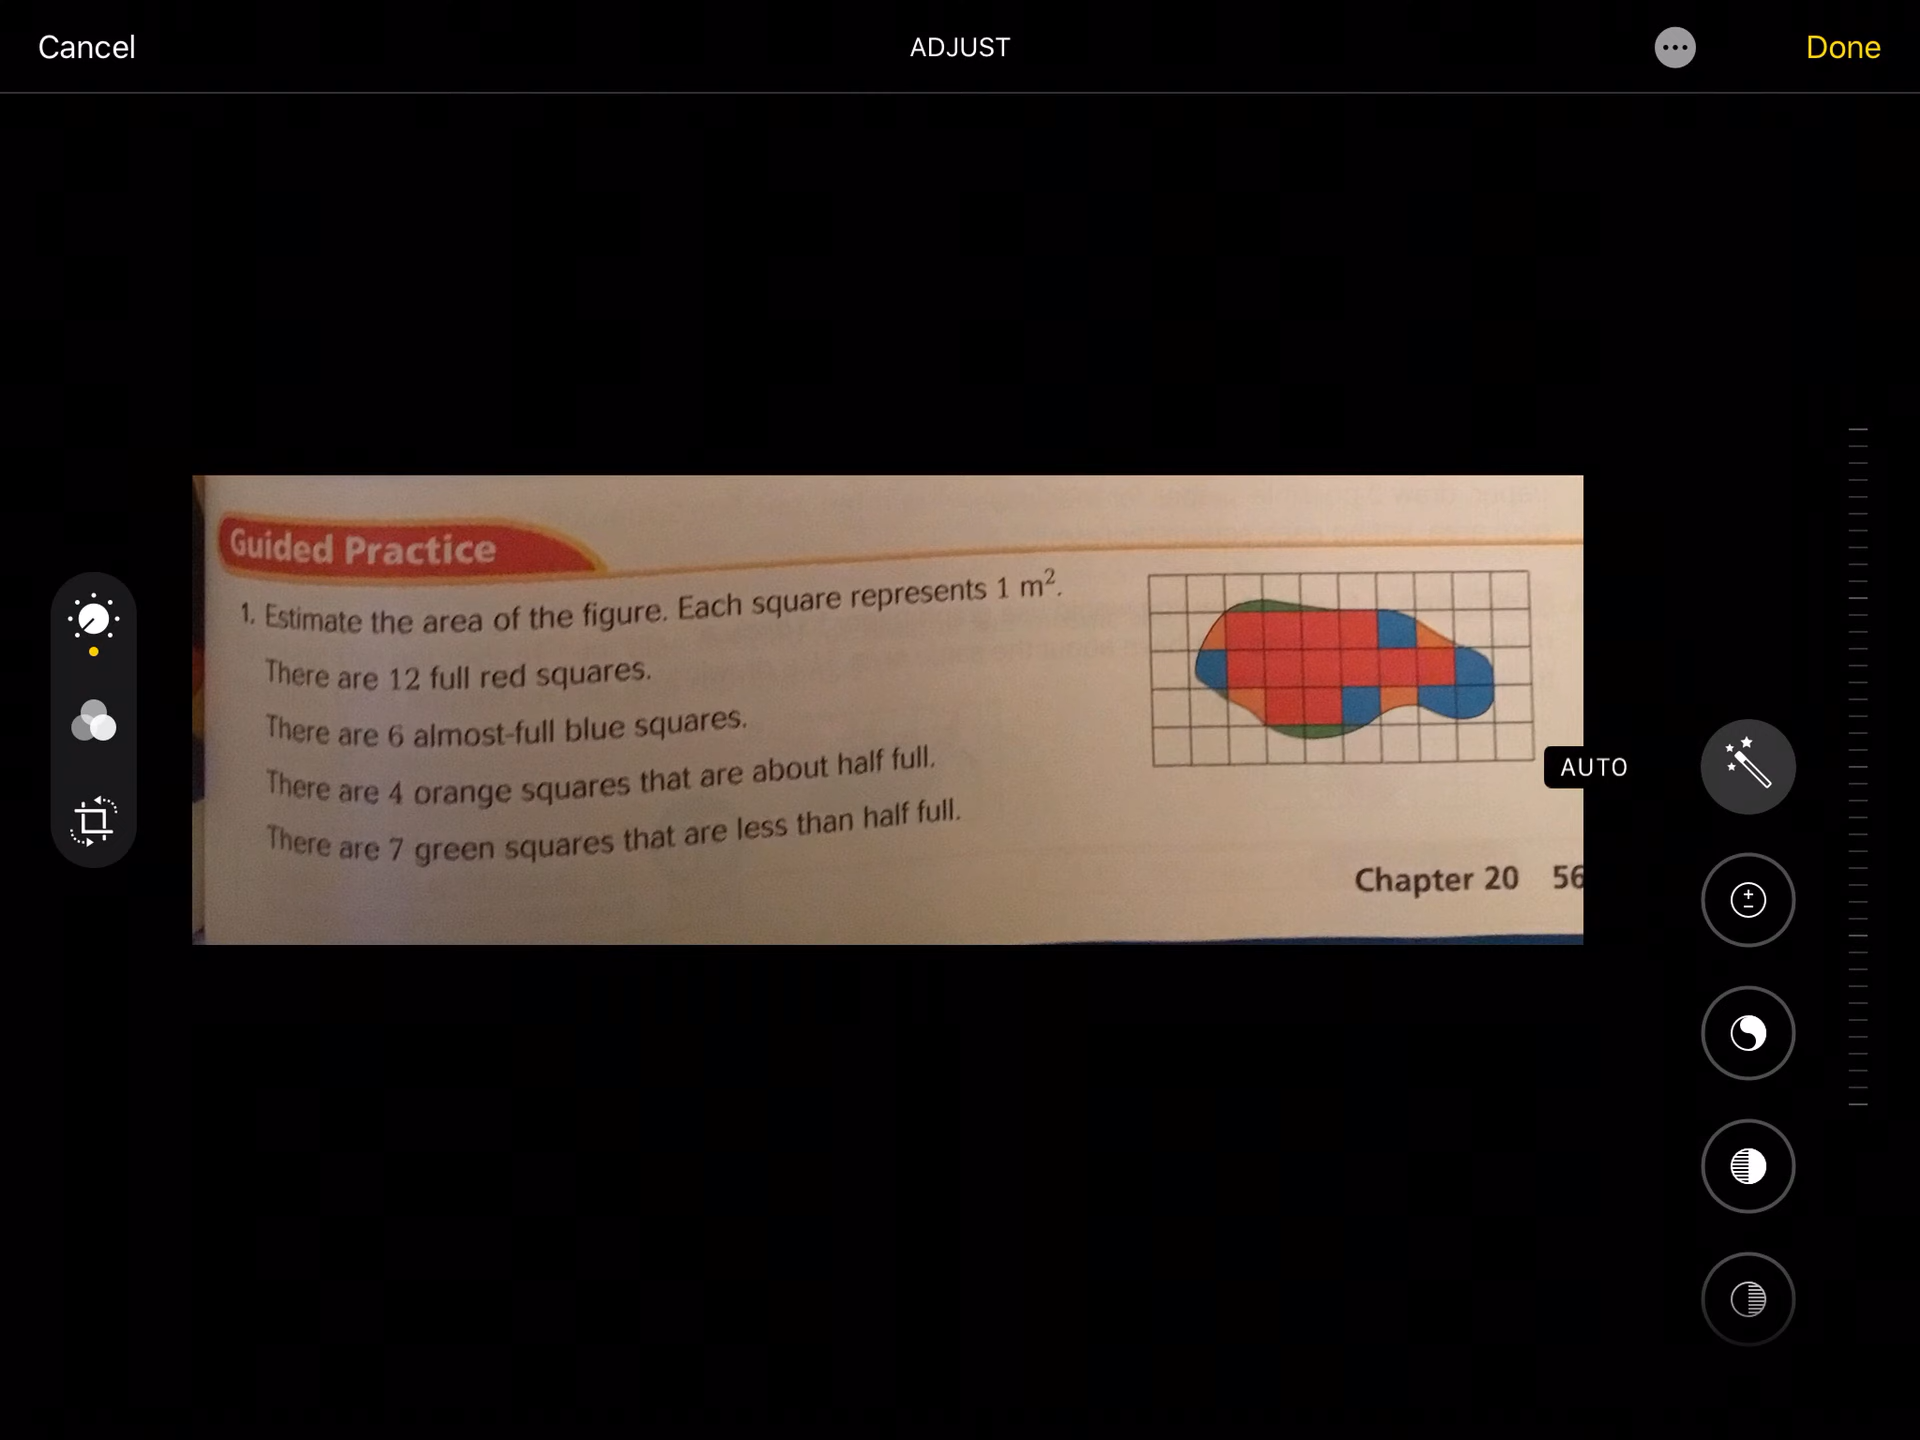 Cancel
ADJUST
Done
Guided Practice
1. Estimate the area of the figure. Each square represents 1 m².
There are 12 full red squares.
There are 6 almost-full blue squares.
There are 4 orange squares that are about half full.
There are 7 green squares that are less than half full.
AUTO
Chapter 20 56